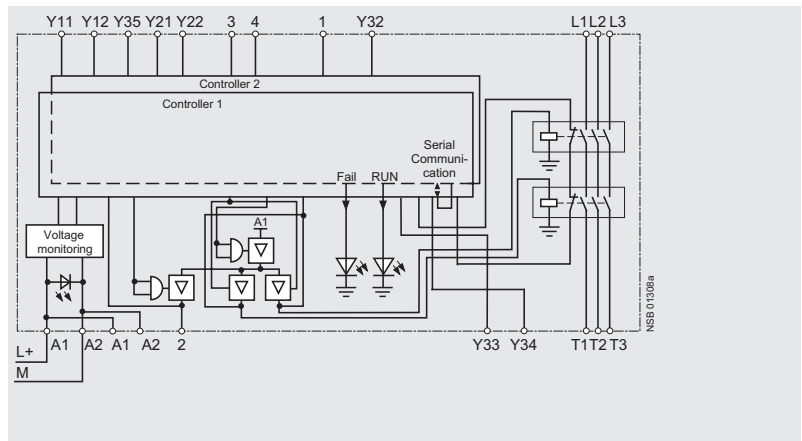 Y11 Y12 Y35 Y21 Y22 3 4 1 Y32 L1 L2 L3
Controller 2
Controller 1
Serial
Communi-
cation
Fail RUN
A1
Voltage
monitoring
NSB 01308a
A1 A2 A1 A2 2 Y33 Y34 T1 T2 T3
L+
M